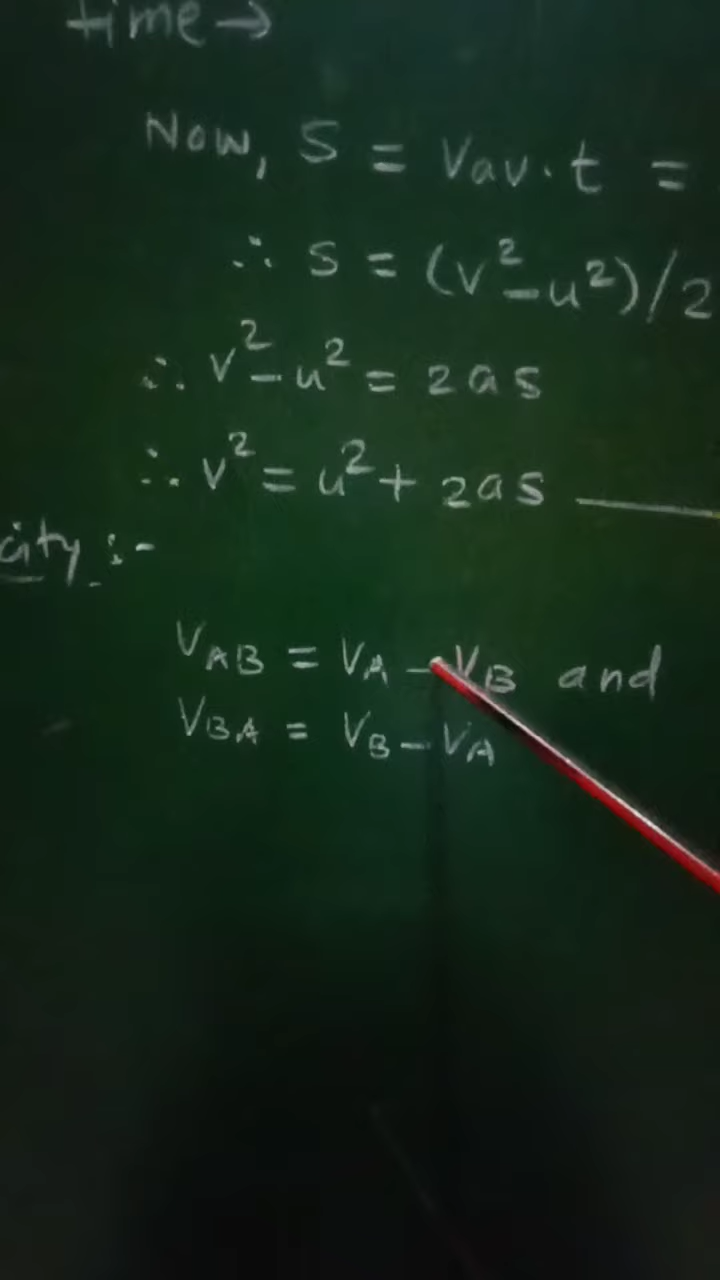 time →
Now, S = Vav. t =
∴ s = (v²-u²)/2
∴ v²-u² = 2as
∴ v² = u² + 2as —
city :-
VAB = VA - VB and
VBA = VB - VA